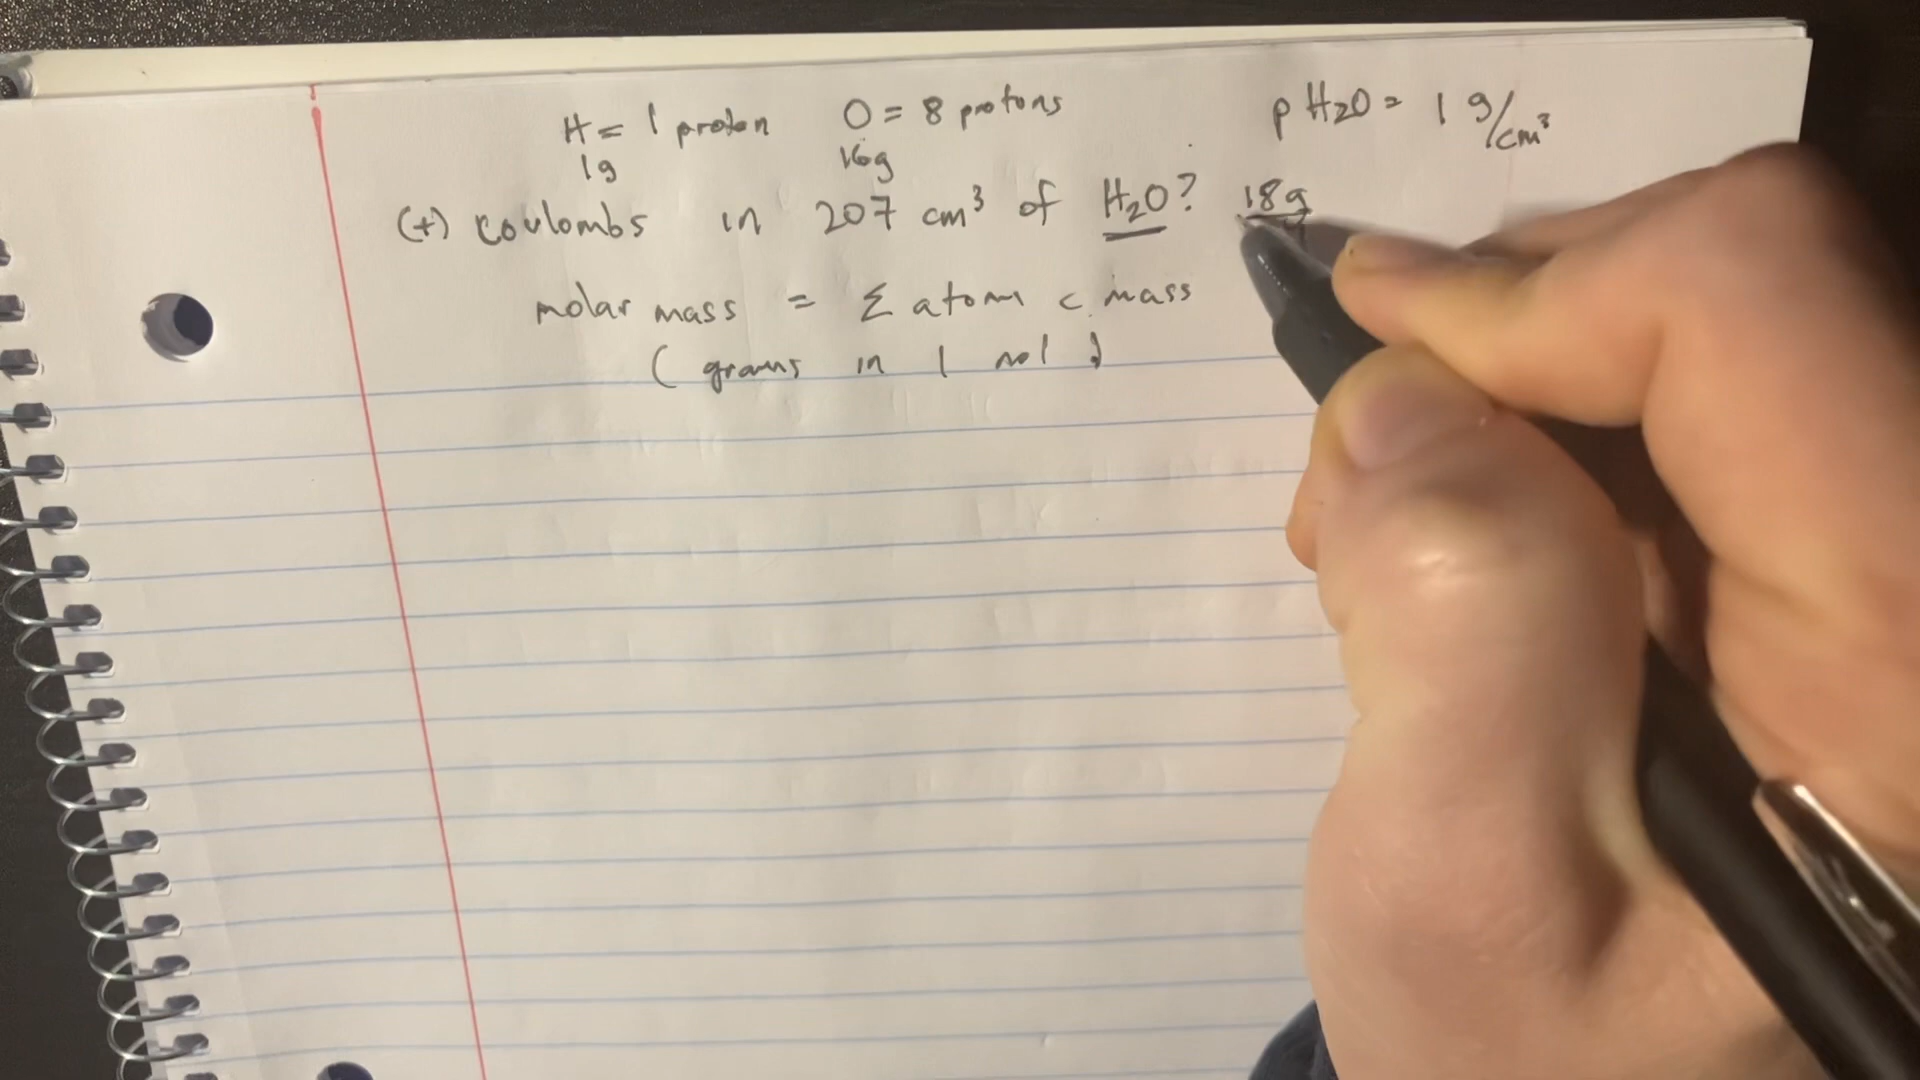 H = 1 proton O = 8 protons ρ H2O = 1 g/cm³
1g 16g
(+) coulombs in 207 cm³ of H₂O? 18g
molar mass = Σ atomic mass
(grams in 1 mol)